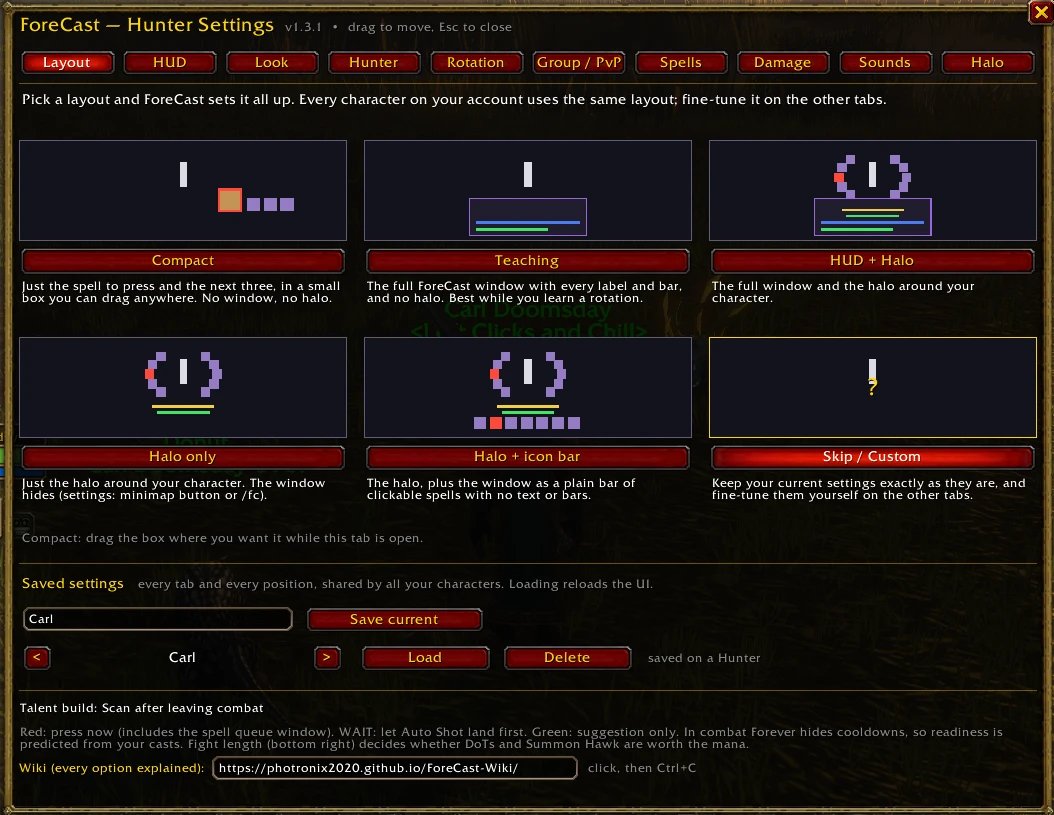 ForeCast — Hunter Settings v1.3.1 • drag to move, Esc to close
Layout HUD Look Hunter Rotation Group / PvP Spells Damage Sounds Halo
Pick a layout and ForeCast sets it all up. Every character on your account uses the same layout; fine-tune it on the other tabs.
Compact
Just the spell to press and the next three, in a small
box you can drag anywhere. No window, no halo.
Teaching
The full ForeCast window with every label and bar,
and no halo. Best while you learn a rotation.
HUD + Halo
The full window and the halo around your
character.
Carl Doomsday
Clicks and Chill>
?
Halo only
Just the halo around your character. The window
hides (settings: minimap button or /fc).
Halo + icon bar
The halo, plus the window as a plain bar of
clickable spells with no text or bars.
Skip / Custom
Keep your current settings exactly as they are, and
fine-tune them yourself on the other tabs.
Compact: drag the box where you want it while this tab is open.
Saved settings every tab and every position, shared by all your characters. Loading reloads the UI.
Carl Save current
< Carl > Load Delete saved on a Hunter
Talent build: Scan after leaving combat
Red: press now (includes the spell queue window). WAIT: let Auto Shot land first. Green: suggestion only. In combat Forever hides cooldowns, so readiness is
predicted from your casts. Fight length (bottom right) decides whether DoTs and Summon Hawk are worth the mana.
Wiki (every option explained): https://photronix2020.github.io/ForeCast-Wiki/ click, then Ctrl+C